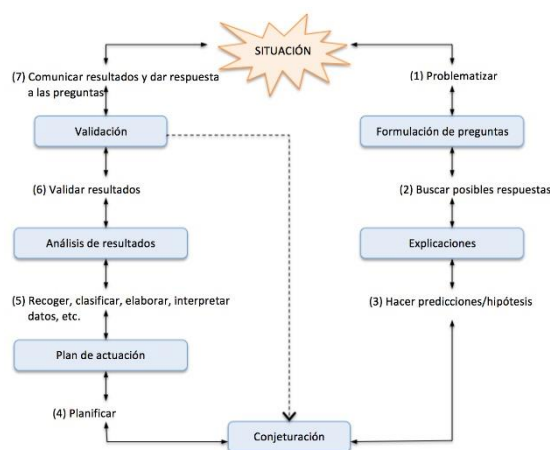 SITUACIÓN
(1) Problematizar
Formulación de preguntas
(2) Buscar posibles respuestas
Explicaciones
(3) Hacer predicciones/hipótesis
Conjeturación
(4) Planificar
Plan de actuación
(5) Recoger, clasificar, elaborar, interpretar
datos, etc.
Análisis de resultados
(6) Validar resultados
Validación
(7) Comunicar resultados y dar respuesta
a las preguntas